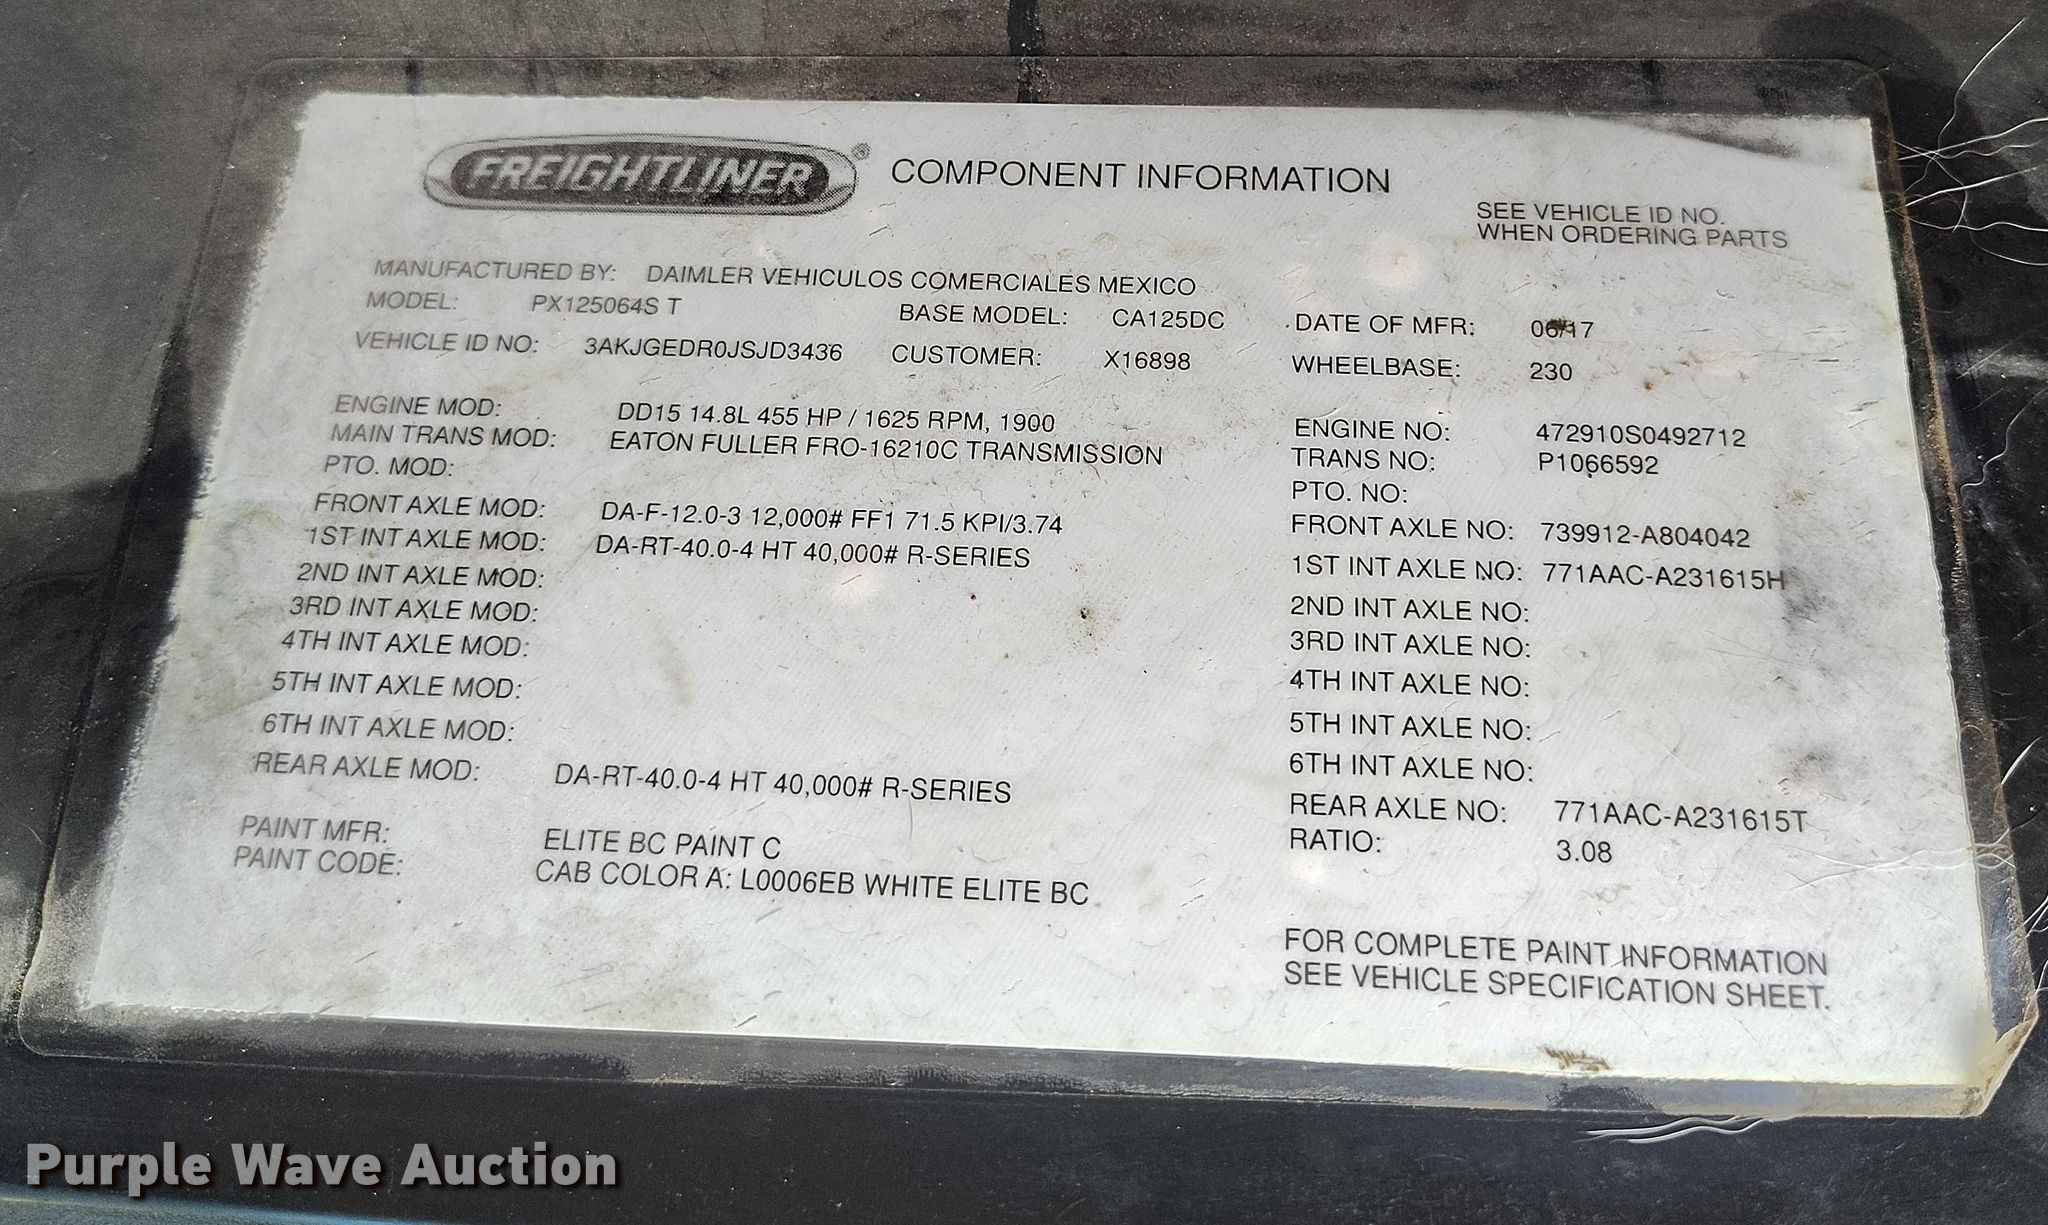 FREIGHTLINER® COMPONENT INFORMATION
SEE VEHICLE ID NO.
WHEN ORDERING PARTS
MANUFACTURED BY: DAIMLER VEHICULOS COMERCIALES MEXICO
MODEL: PX125064S T BASE MODEL: CA125DC DATE OF MFR: 06/17
VEHICLE ID NO: 3AKJGEDR0JSJD3436 CUSTOMER: X16898 WHEELBASE: 230
ENGINE MOD: DD15 14.8L 455 HP / 1625 RPM, 1900 ENGINE NO: 472910S0492712
MAIN TRANS MOD: EATON FULLER FRO-16210C TRANSMISSION TRANS NO: P1066592
PTO. MOD: PTO. NO:
FRONT AXLE MOD: DA-F-12.0-3 12,000# FF1 71.5 KPI/3.74 FRONT AXLE NO: 739912-A804042
1ST INT AXLE MOD: DA-RT-40.0-4 HT 40,000# R-SERIES 1ST INT AXLE NO: 771AAC-A231615H
2ND INT AXLE MOD: 2ND INT AXLE NO:
3RD INT AXLE MOD: 3RD INT AXLE NO:
4TH INT AXLE MOD: 4TH INT AXLE NO:
5TH INT AXLE MOD: 5TH INT AXLE NO:
6TH INT AXLE MOD: 6TH INT AXLE NO:
REAR AXLE MOD: DA-RT-40.0-4 HT 40,000# R-SERIES REAR AXLE NO: 771AAC-A231615T
RATIO: 3.08
PAINT MFR: ELITE BC PAINT C
PAINT CODE: CAB COLOR A: L0006EB WHITE ELITE BC
FOR COMPLETE PAINT INFORMATION
SEE VEHICLE SPECIFICATION SHEET.
Purple Wave Auction